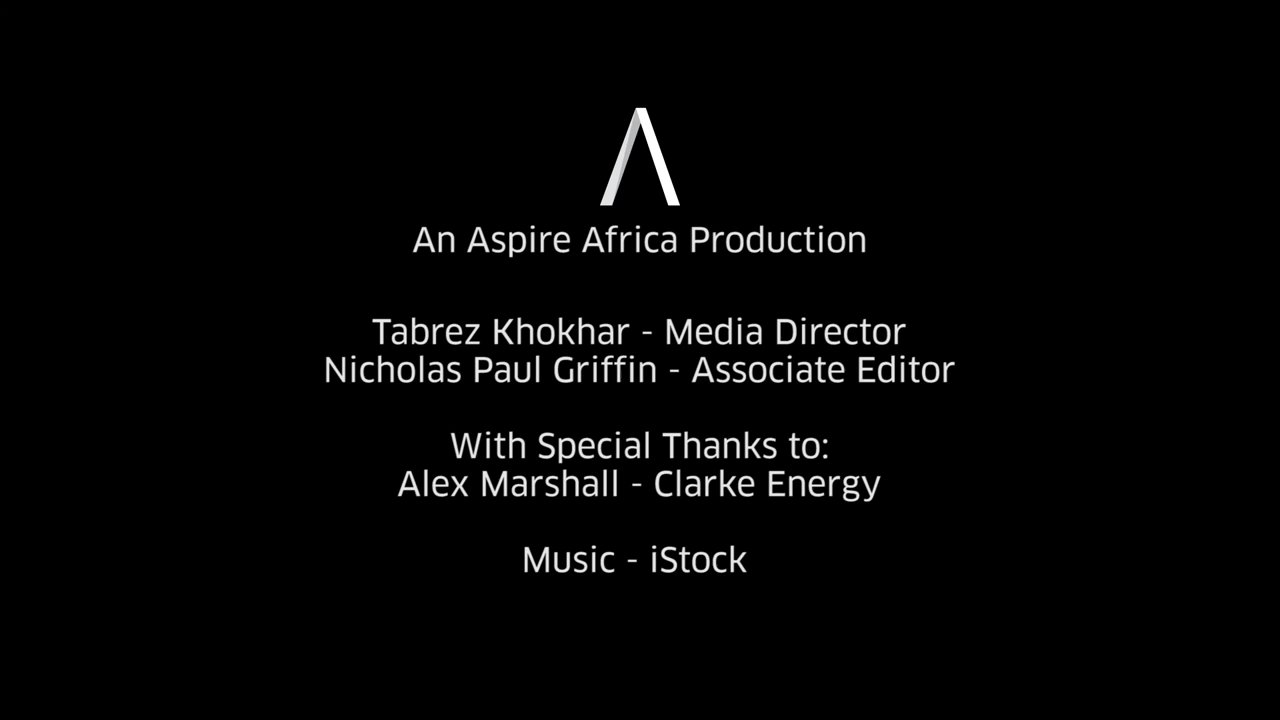 An Aspire Africa Production
Tabrez Khokhar - Media Director
Nicholas Paul Griffin - Associate Editor
With Special Thanks to:
Alex Marshall - Clarke Energy
Music - iStock